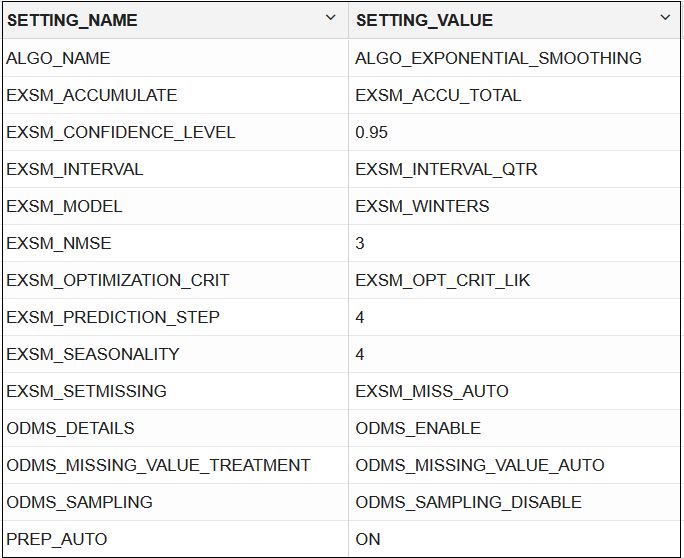 SETTING_NAME SETTING_VALUE
ALGO_NAME ALGO_EXPONENTIAL_SMOOTHING
EXSM_ACCUMULATE EXSM_ACCU_TOTAL
EXSM_CONFIDENCE_LEVEL 0.95
EXSM_INTERVAL EXSM_INTERVAL_QTR
EXSM_MODEL EXSM_WINTERS
EXSM_NMSE 3
EXSM_OPTIMIZATION_CRIT EXSM_OPT_CRIT_LIK
EXSM_PREDICTION_STEP 4
EXSM_SEASONALITY 4
EXSM_SETMISSING EXSM_MISS_AUTO
ODMS_DETAILS ODMS_ENABLE
ODMS_MISSING_VALUE_TREATMENT ODMS_MISSING_VALUE_AUTO
ODMS_SAMPLING ODMS_SAMPLING_DISABLE
PREP_AUTO ON